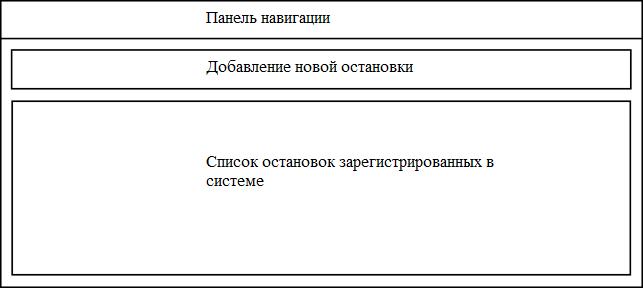 Панель навигации
Добавление новой остановки
Список остановок зарегистрированных в
системе